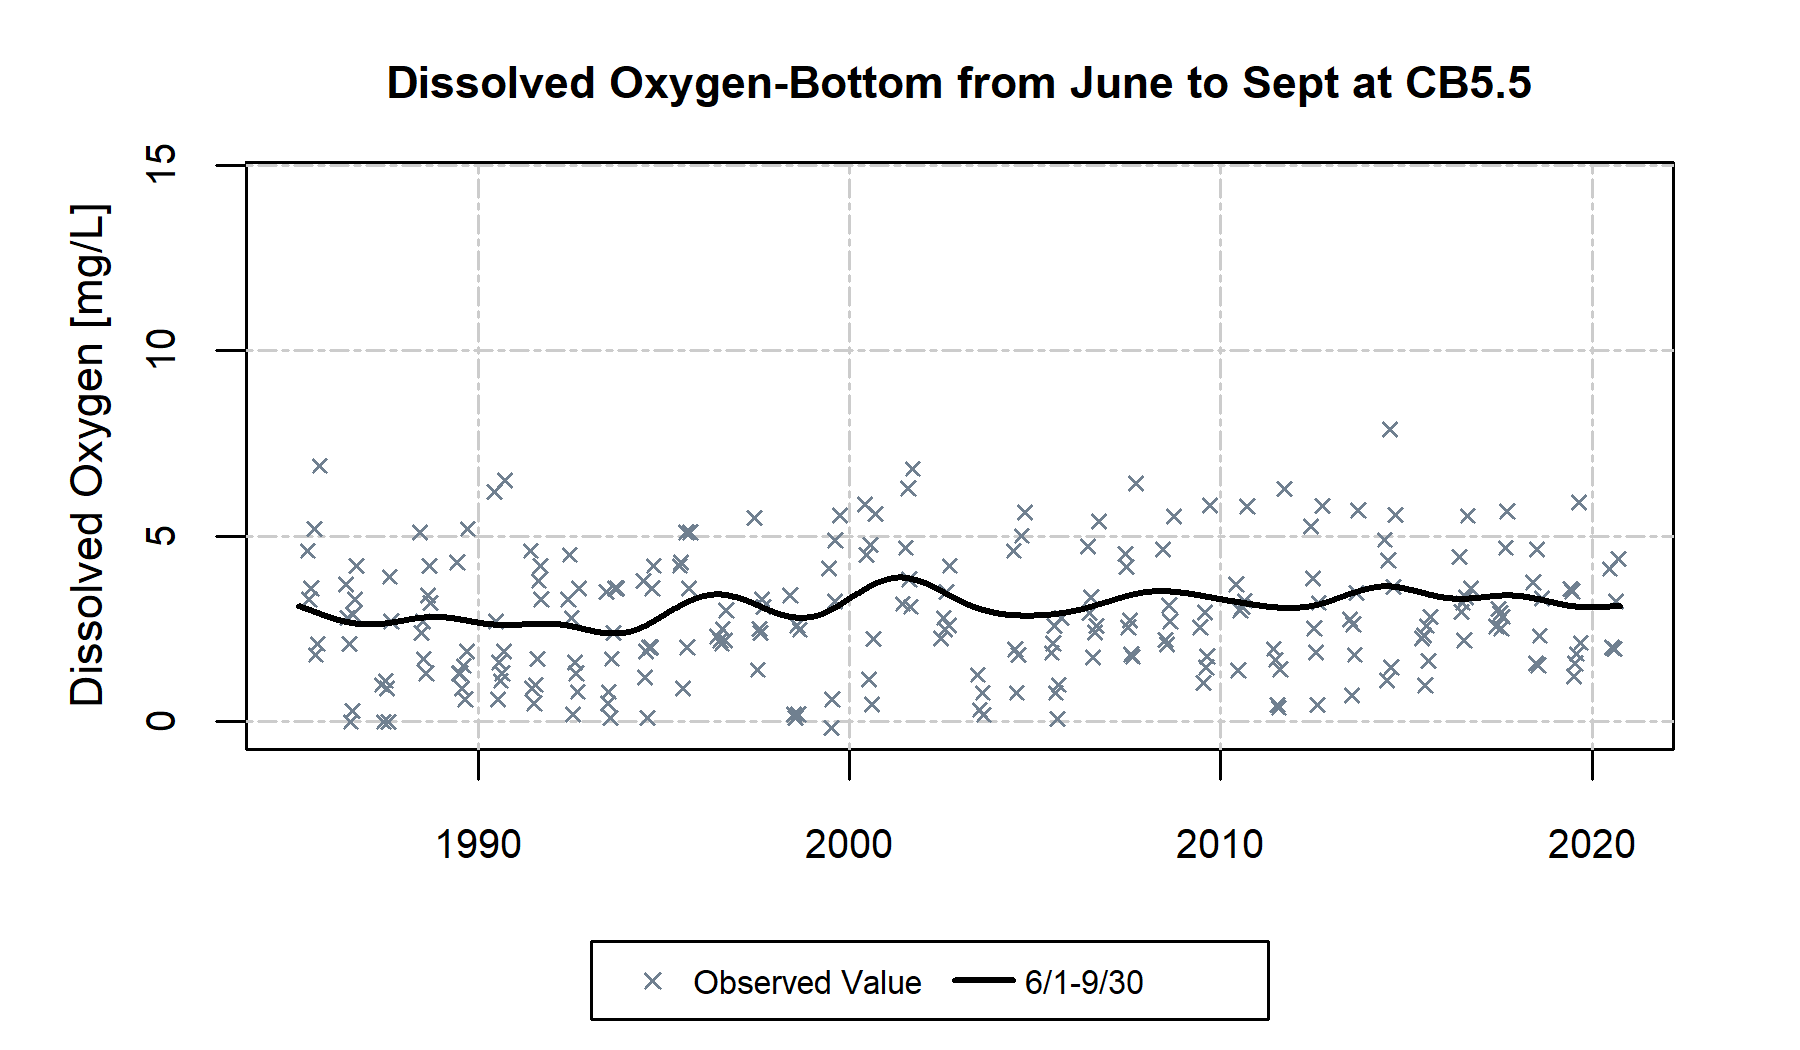 Dissolved Oxygen-Bottom from June to Sept at CB5.5
Dissolved Oxygen [mg/L]
15
10
5
0
1990 2000 2010 2020
Observed Value 6/1-9/30